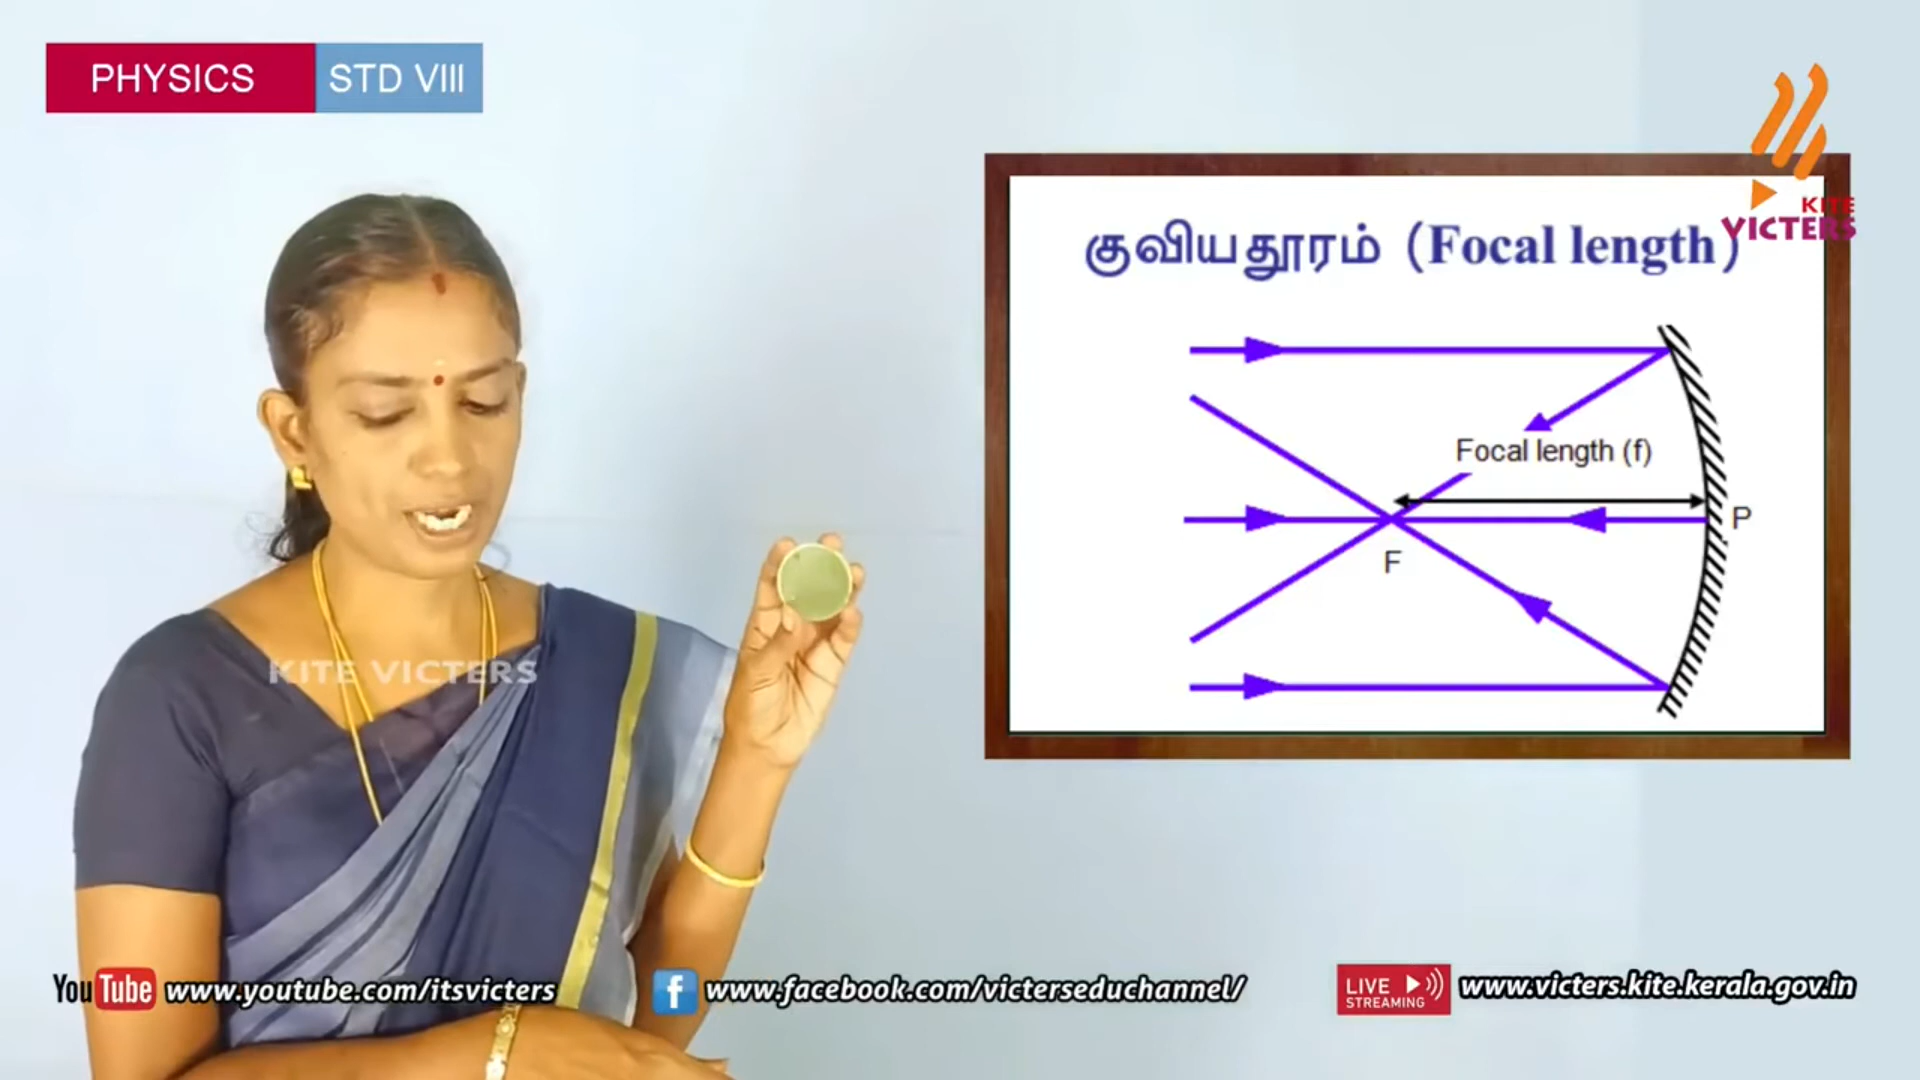 PHYSICS STD VIII
KITE
VICTERS
குவியதூரம் (Focal length)
Focal length (f)
P
F
KITE VICTERS
YouTube www.youtube.com/itsvicters
f www.facebook.com/victerseduchannel/
LIVE STREAMING www.victers.kite.kerala.gov.in